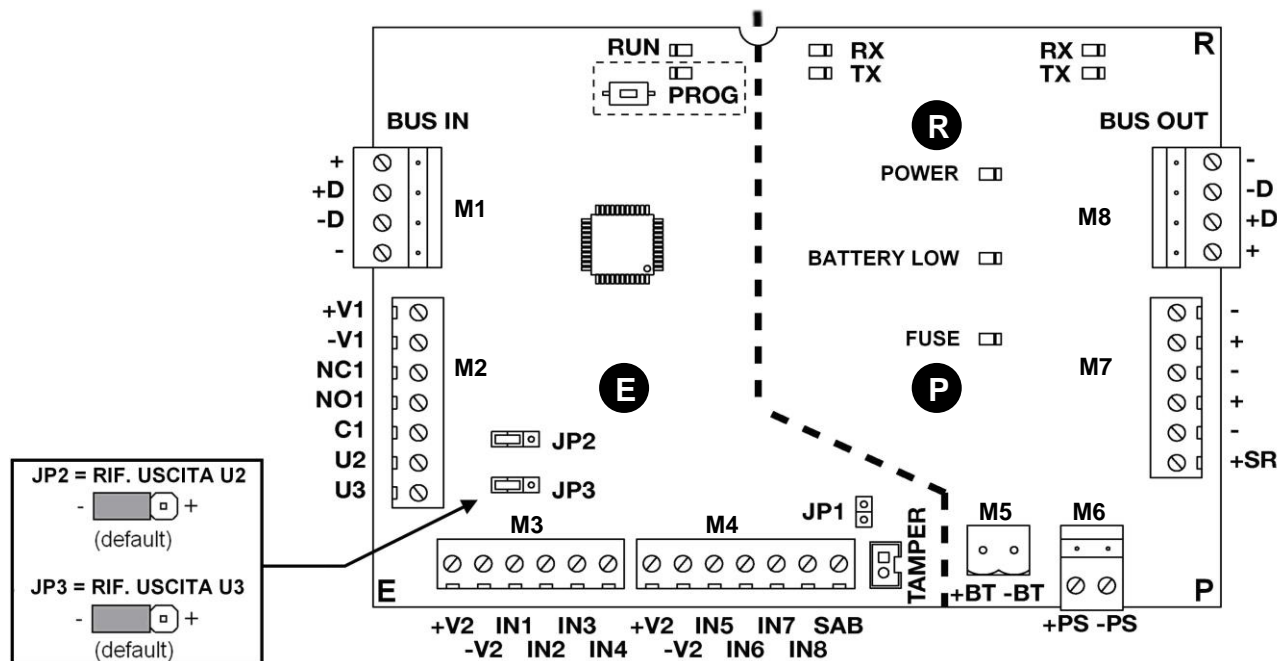 RUN
RX
RX
R
TX
TX
PROG
BUS IN
R
BUS OUT
+
POWER
-
+D
-D
M1
M8
-D
+D
-
BATTERY LOW
+
+V1
-
-V1
FUSE
+
NC1
M2
M7
-
E
P
NO1
+
C1
JP2
-
U2
+SR
U3
JP3
JP2 = RIF. USCITA U2
- +
(default)
JP3 = RIF. USCITA U3
- +
(default)
M3
M4
JP1
M5
M6
TAMPER
E
+BT -BT
P
+V2 IN1 IN3
-V2 IN2 IN4
+V2 IN5 IN7 SAB
-V2 IN6 IN8
+PS -PS